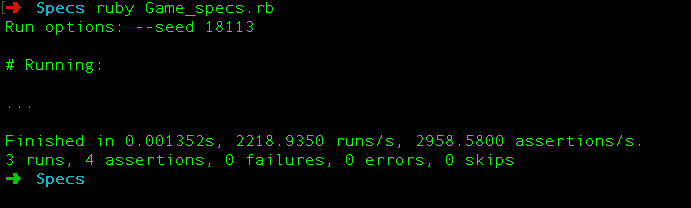 [➜ Specs ruby Game_specs.rb
Run options: --seed 18113
# Running:
...
Finished in 0.001352s, 2218.9350 runs/s, 2958.5800 assertions/s.
3 runs, 4 assertions, 0 failures, 0 errors, 0 skips
➜ Specs